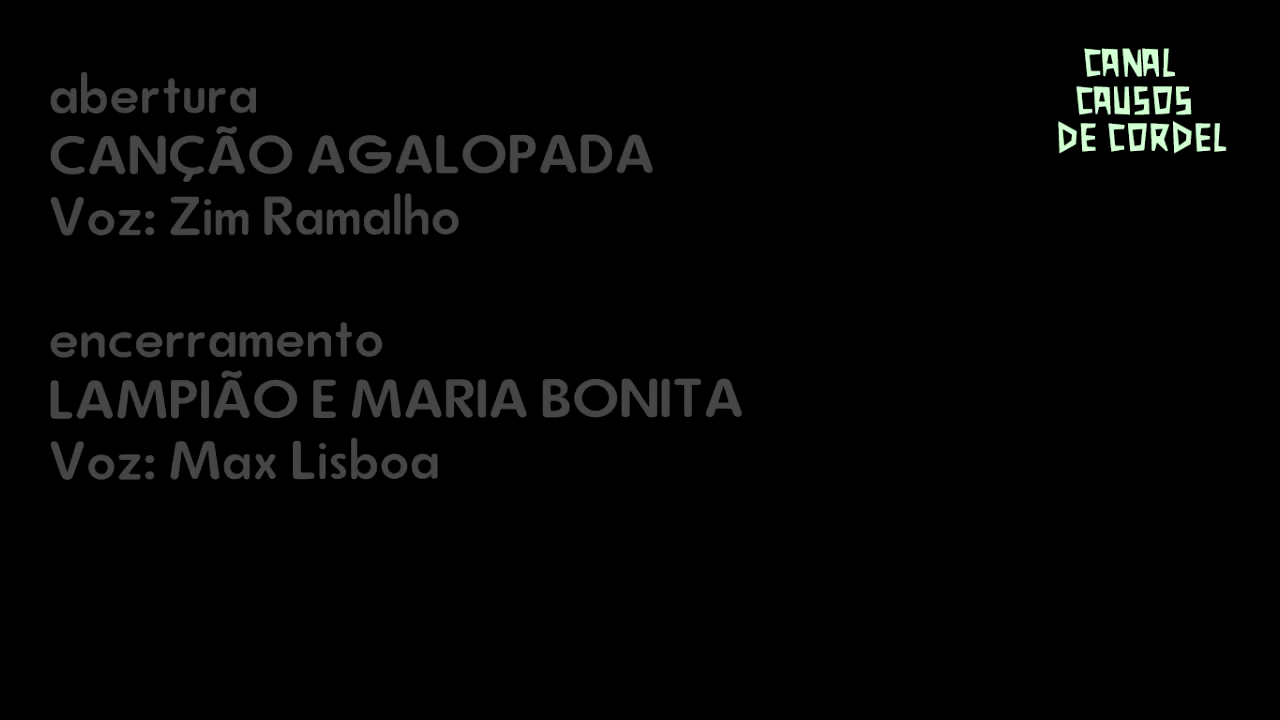 abertura
CANÇÃO AGALOPADA
Voz: Zim Ramalho
encerramento
LAMPIÃO E MARIA BONITA
Voz: Max Lisboa
CANAL
CAUSOS
DE CORDEL